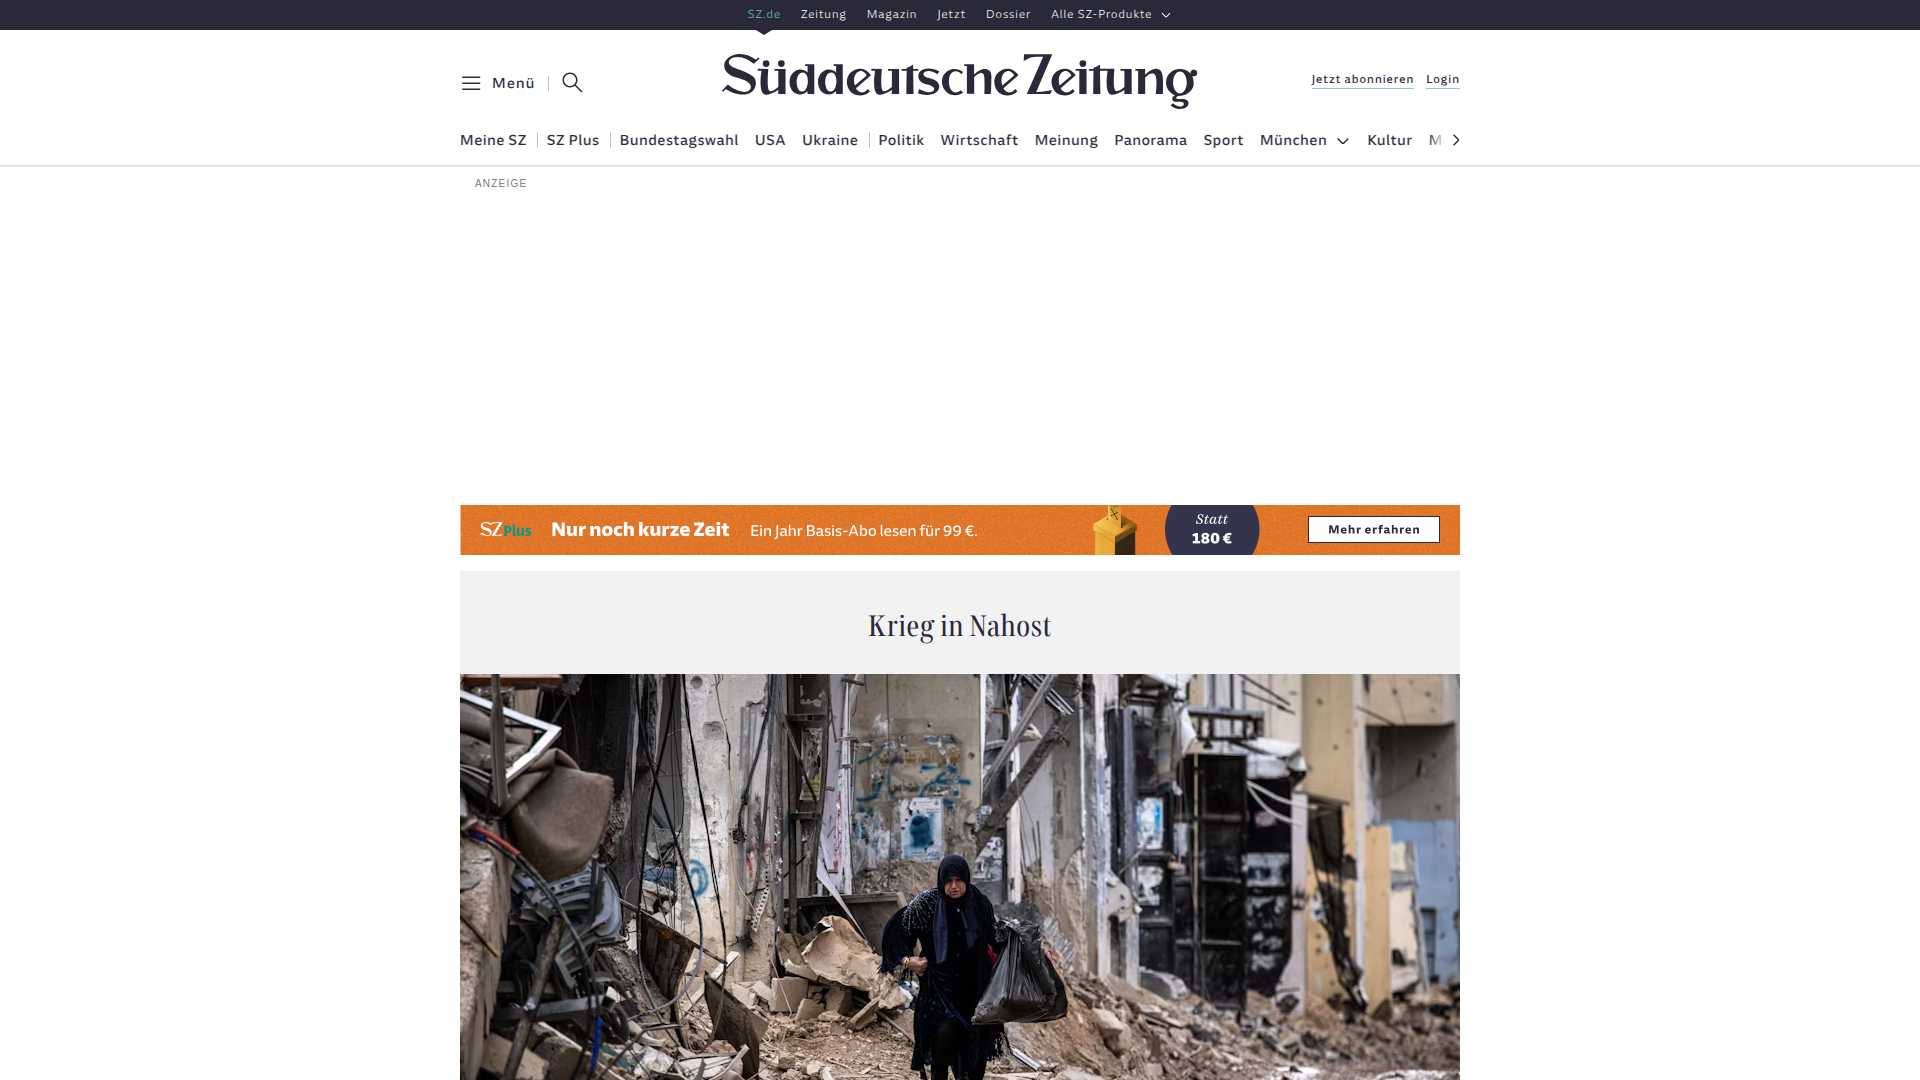 SZ.de Zeitung Magazin Jetzt Dossier Alle SZ-Produkte
Menü
Süddeutsche Zeitung
Jetzt abonnieren Login
Meine SZ SZ Plus Bundestagswahl USA Ukraine Politik Wirtschaft Meinung Panorama Sport München Kultur M
ANZEIGE
SZ Plus Nur noch kurze Zeit Ein Jahr Basis-Abo lesen für 99 €. Statt 180 € Mehr erfahren
Krieg in Nahost